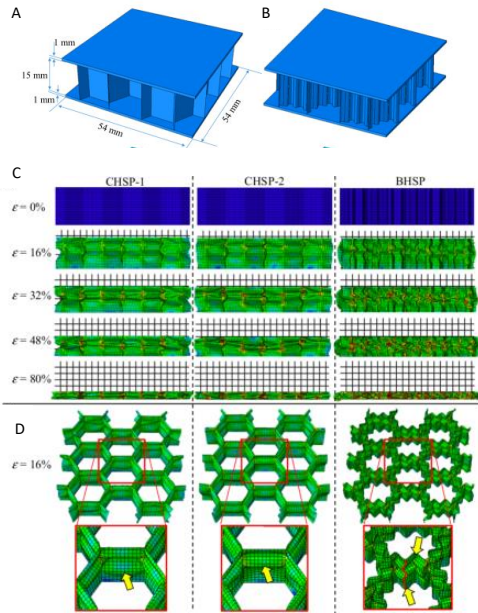 A
B
1 mm
15 mm
1 mm
54 mm
54 mm
C
CHSP-1
CHSP-2
BHSP
ε = 0%
ε = 16%
ε = 32%
ε = 48%
ε = 80%
D
ε = 16%